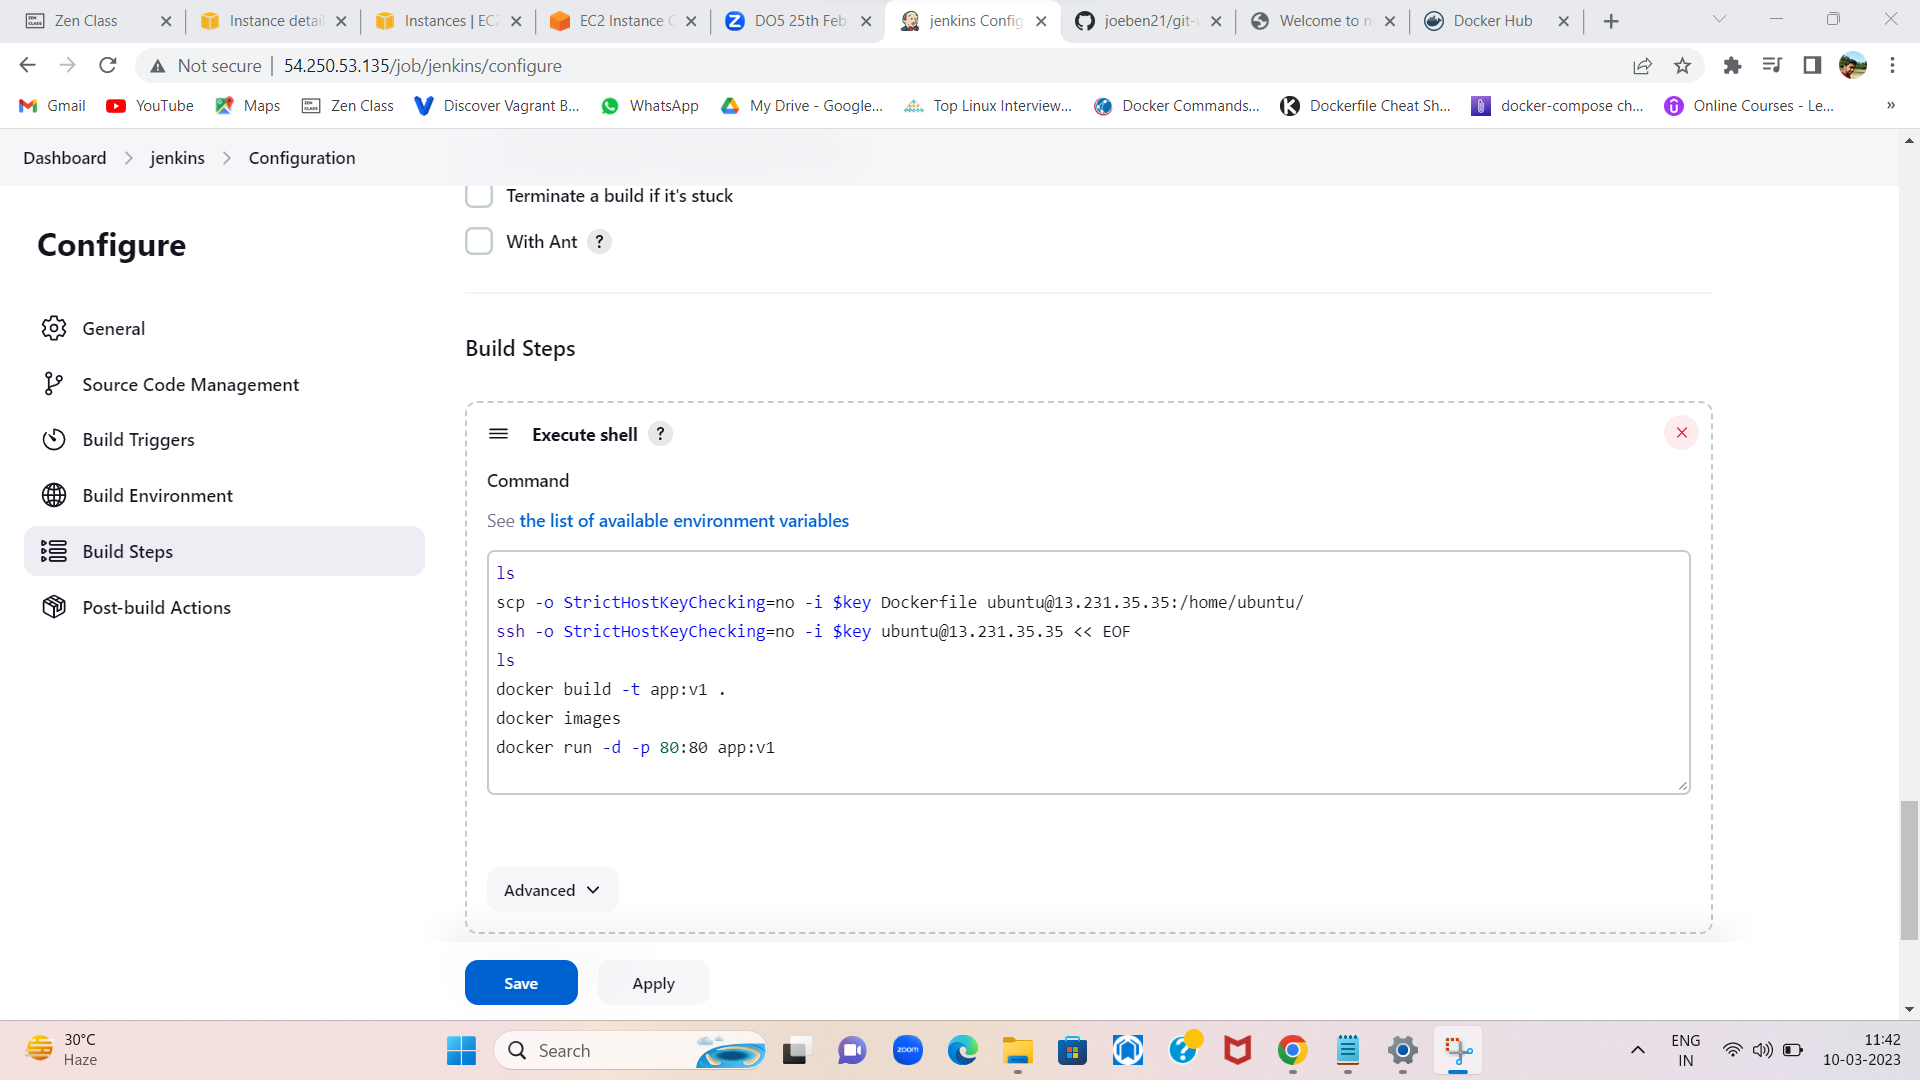 Zen Class
Instance detail
Instances | EC2
EC2 Instance C
DO5 25th Feb
jenkins Config
joeben21/git-
Welcome to n
Docker Hub
Not secure | 54.250.53.135/job/jenkins/configure
Gmail
YouTube
Maps
Zen Class
Discover Vagrant B...
WhatsApp
My Drive - Google...
Top Linux Interview...
Docker Commands...
Dockerfile Cheat Sh...
docker-compose ch...
Online Courses - Le...
»
Dashboard > jenkins > Configuration
Configure
General
Source Code Management
Build Triggers
Build Environment
Build Steps
Post-build Actions
Terminate a build if it's stuck
With Ant ?
Build Steps
Execute shell ?
Command
See the list of available environment variables
ls
scp -o StrictHostKeyChecking=no -i $key Dockerfile ubuntu@13.231.35.35:/home/ubuntu/
ssh -o StrictHostKeyChecking=no -i $key ubuntu@13.231.35.35 << EOF
ls
docker build -t app:v1 .
docker images
docker run -d -p 80:80 app:v1
Advanced
Save
Apply
30°C
Haze
Search
zoom
ENG
IN
11:42
10-03-2023